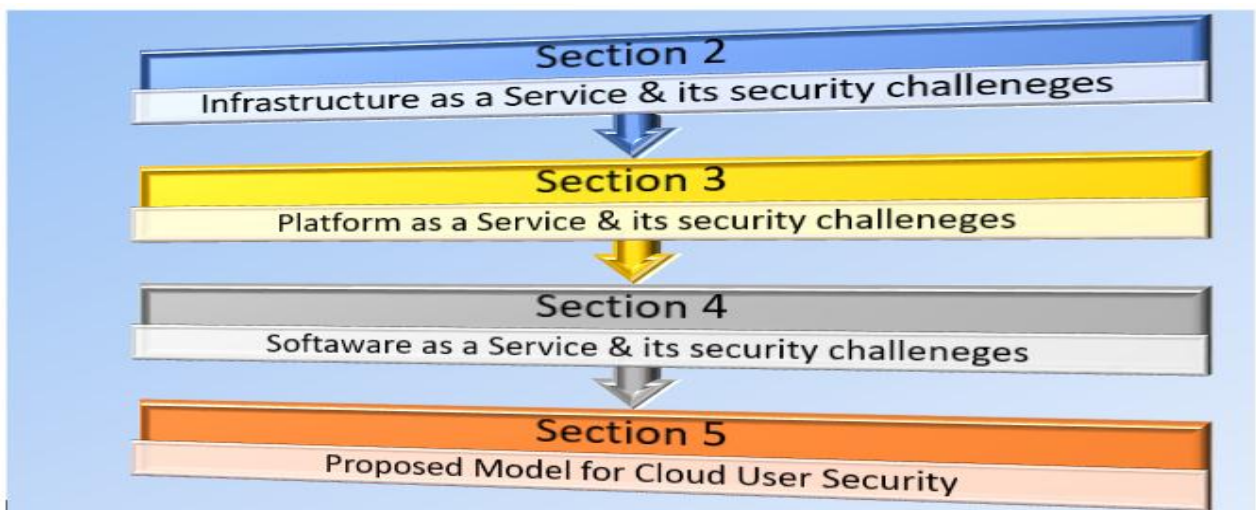 Section 2
Infrastructure as a Service & its security challeneges
Section 3
Platform as a Service & its security challeneges
Section 4
Softaware as a Service & its security challeneges
Section 5
Proposed Model for Cloud User Security